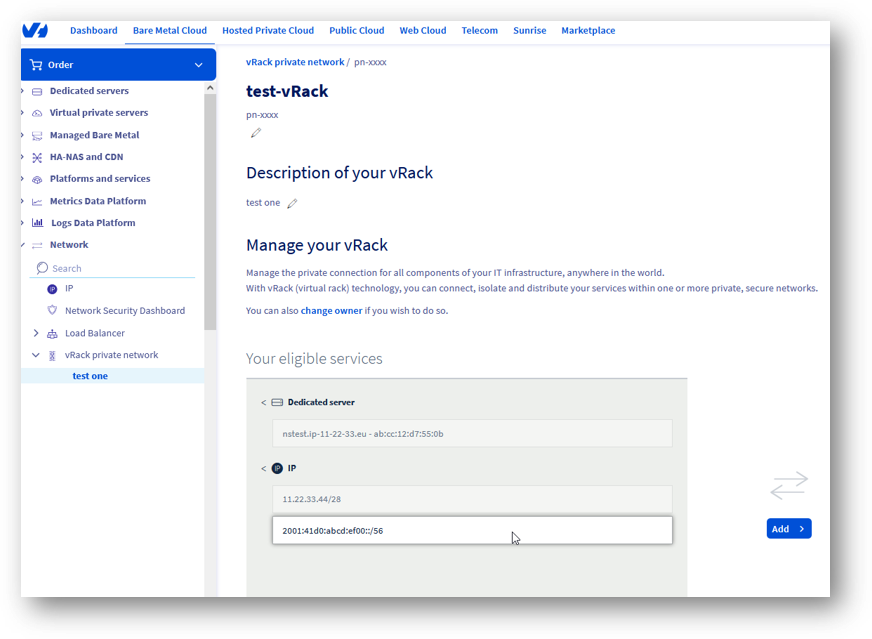 Dashboard Bare Metal Cloud Hosted Private Cloud Public Cloud Web Cloud Telecom Sunrise Marketplace
Order
Dedicated servers
Virtual private servers
Managed Bare Metal
HA-NAS and CDN
Platforms and services
Metrics Data Platform
Logs Data Platform
Network
Search
IP
Network Security Dashboard
Load Balancer
vRack private network
test one
vRack private network / pn-xxxx
test-vRack
pn-xxxx
Description of your vRack
test one
Manage your vRack
Manage the private connection for all components of your IT infrastructure, anywhere in the world.
With vRack (virtual rack) technology, you can connect, isolate and distribute your services within one or more private, secure networks.
You can also change owner if you wish to do so.
Your eligible services
< Dedicated server
nstest.ip-11-22-33.eu - ab:cc:12:d7:55:0b
< IP IP
11.22.33.44/28
2001:41d0:abcd:ef00::/56
Add >